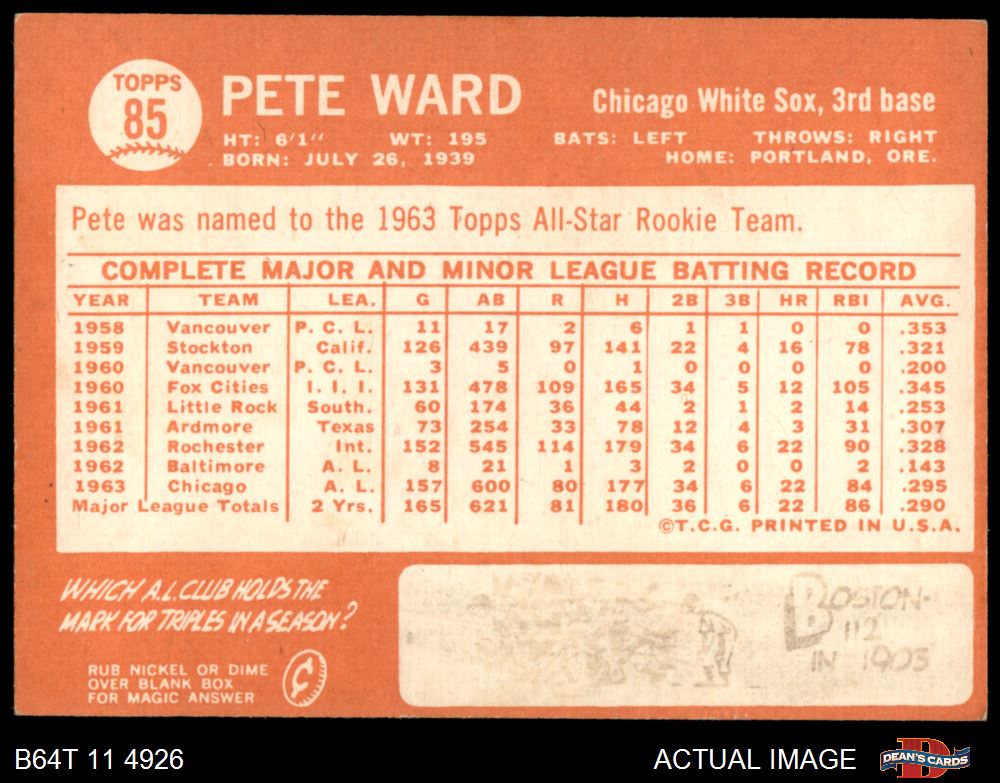 TOPPS
85
PETE WARD
Chicago White Sox, 3rd base
HT: 6'1" WT: 195 BATS: LEFT THROWS: RIGHT
BORN: JULY 26, 1939 HOME: PORTLAND, ORE.
Pete was named to the 1963 Topps All-Star Rookie Team.
COMPLETE MAJOR AND MINOR LEAGUE BATTING RECORD
YEAR TEAM LEA. G AB R H 2B 3B HR RBI AVG.
1958 Vancouver P. C. L. 11 17 2 6 1 1 0 0 .353
1959 Stockton Calif. 126 439 97 141 22 4 16 78 .321
1960 Vancouver P. C. L. 3 5 0 1 0 0 0 0 .200
1960 Fox Cities I. I. I. 131 478 109 165 34 5 12 105 .345
1961 Little Rock South. 60 174 36 44 2 1 2 14 .253
1961 Ardmore Texas 73 254 33 78 12 4 3 31 .307
1962 Rochester Int. 152 545 114 179 34 6 22 90 .328
1962 Baltimore A. L. 8 21 1 3 2 0 0 2 .143
1963 Chicago A. L. 157 600 80 177 34 6 22 84 .295
Major League Totals 2 Yrs. 165 621 81 180 36 6 22 86 .290
©T.C.G. PRINTED IN U.S.A.
WHICH A.L. CLUB HOLDS THE
MARK FOR TRIPLES IN A SEASON?
RUB NICKEL OR DIME
OVER BLANK BOX
FOR MAGIC ANSWER
BOSTON-
112
IN 1903
B64T 11 4926
ACTUAL IMAGE
DEAN'S CARDS